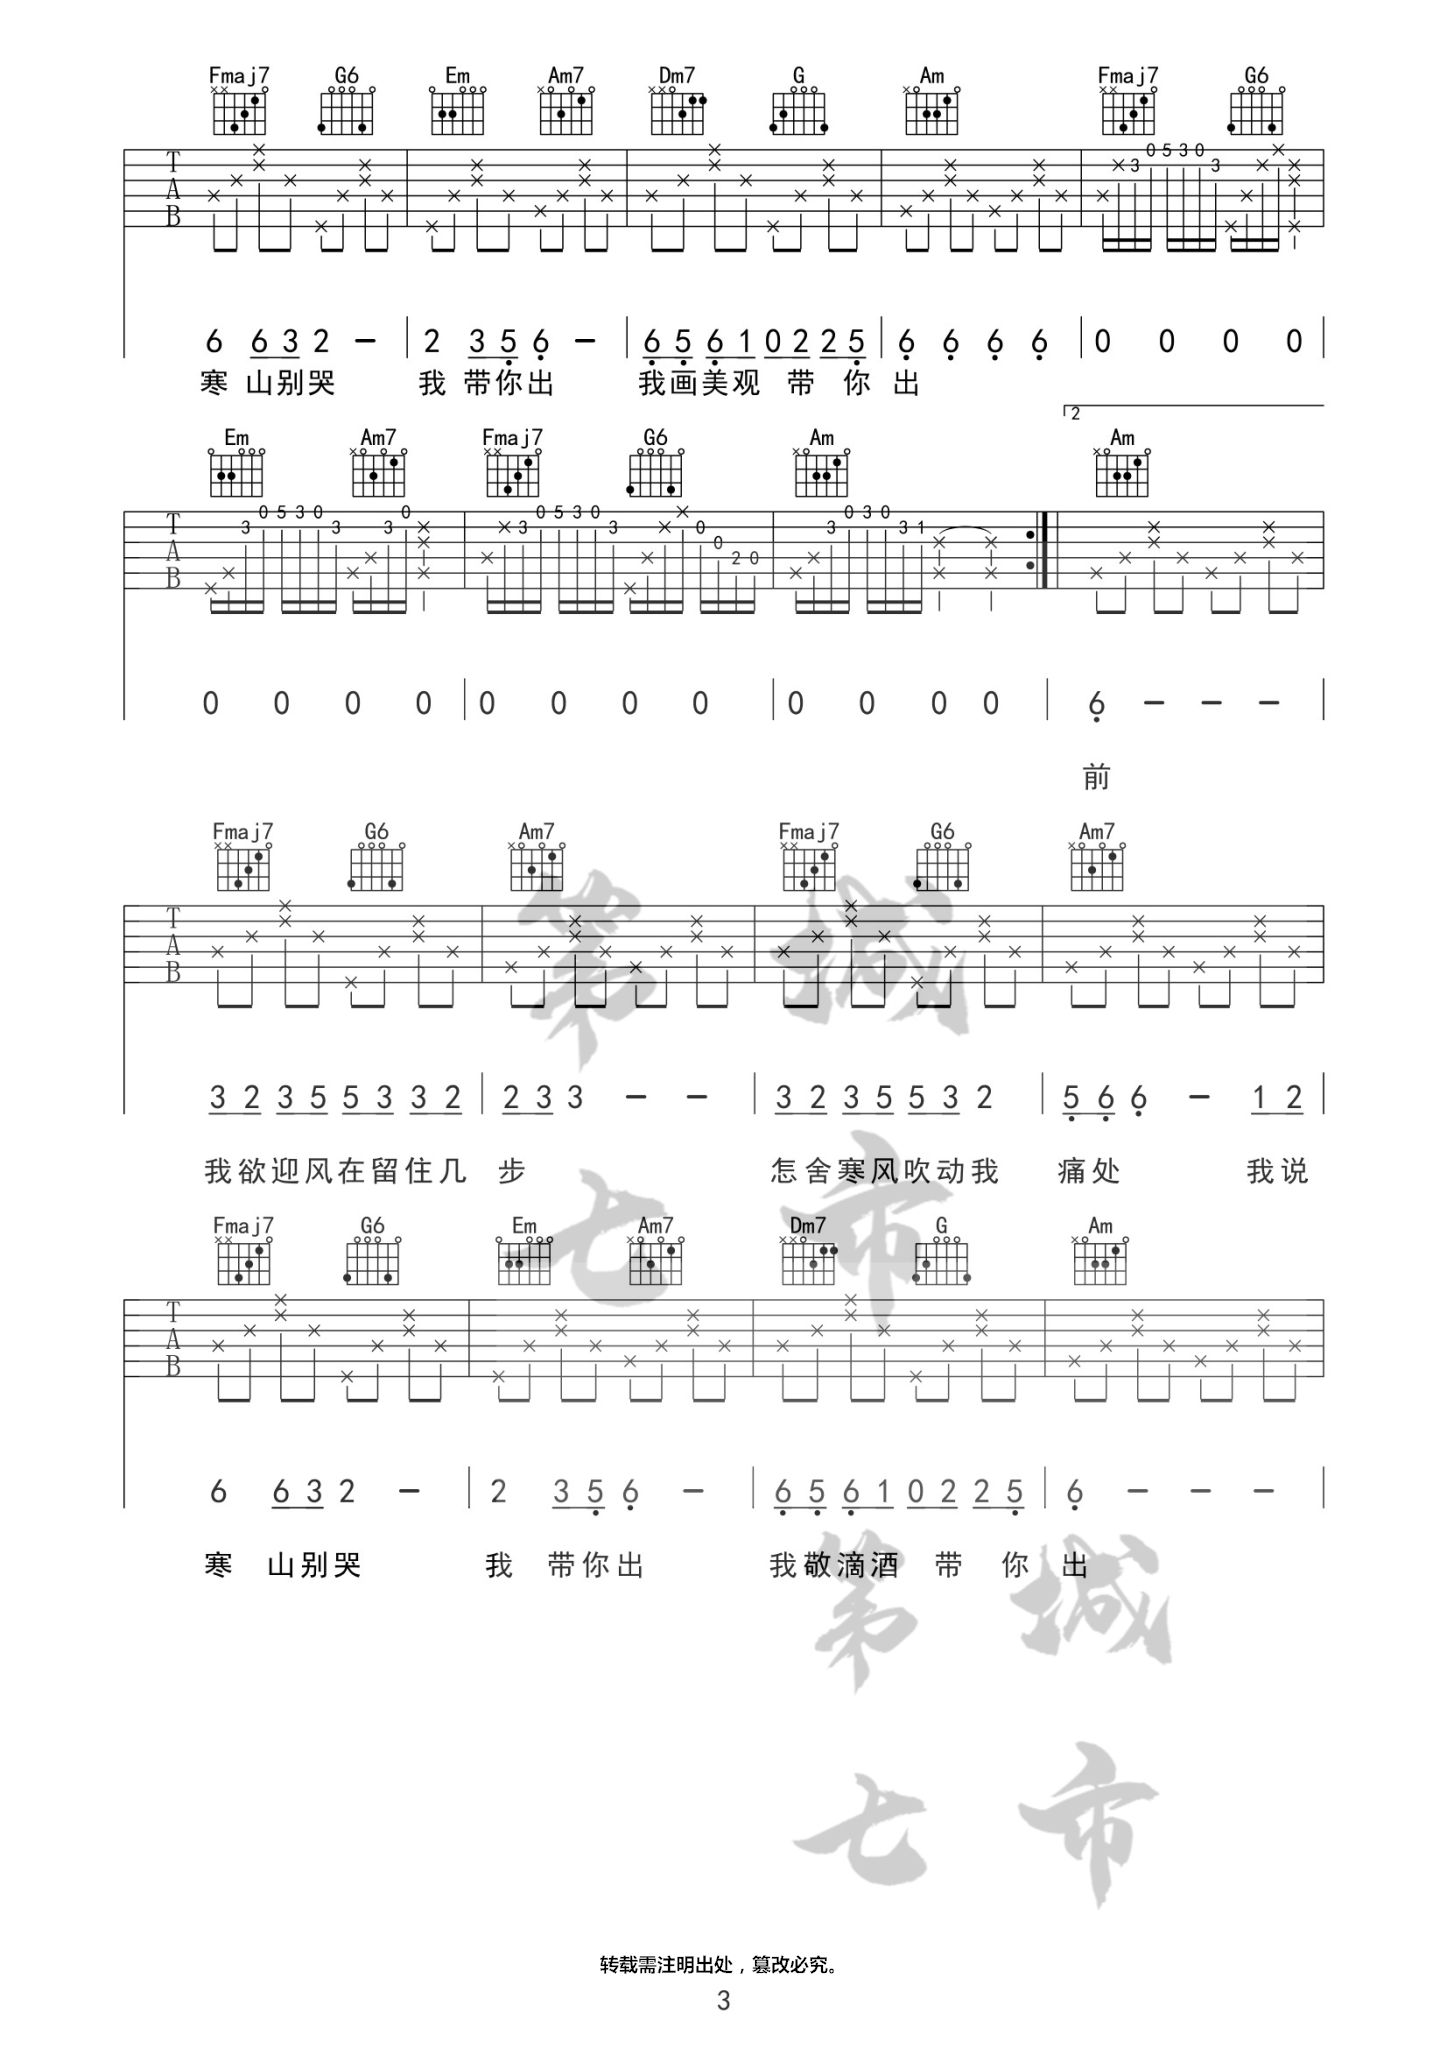 Fmaj7 G6 Em Am7 Dm7 G Am Fmaj7 G6
T A B
3 0 5 3 0 3
6 6 3 2 - 2 3 5 6 - 6 5 6 1 0 2 2 2 5 6 6 6 6 0 0 0 0
寒 山别哭 我 带你出 我画美观 带 你 出
2
Em Am7 Fmaj7 G6 Am Am
T A B
3 0 5 3 0 3 3 0 3 0 5 3 0 3 0 0 2 0 3 0 3 0 3 1
0 0 0 0 0 0 0 0 0 0 0 0 6 - - -
前
Fmaj7 G6 Am7 Fmaj7 G6 Am7
T A B
3 2 3 5 5 3 3 2 2 3 3 - - 3 2 3 5 5 3 2 5 6 6 - 1 2
我欲迎风在留住几 步 怎舍寒风吹动我 痛处 我说
Fmaj7 G6 Em Am7 Dm7 G Am
T A B
6 6 3 2 - 2 3 5 6 - 6 5 6 1 0 2 2 5 6 - - -
寒 山别哭 我 带你出 我敬滴酒 带 你 出
第 城
七 市
第 城
七 市
转载需注明出处，篡改必究。
3